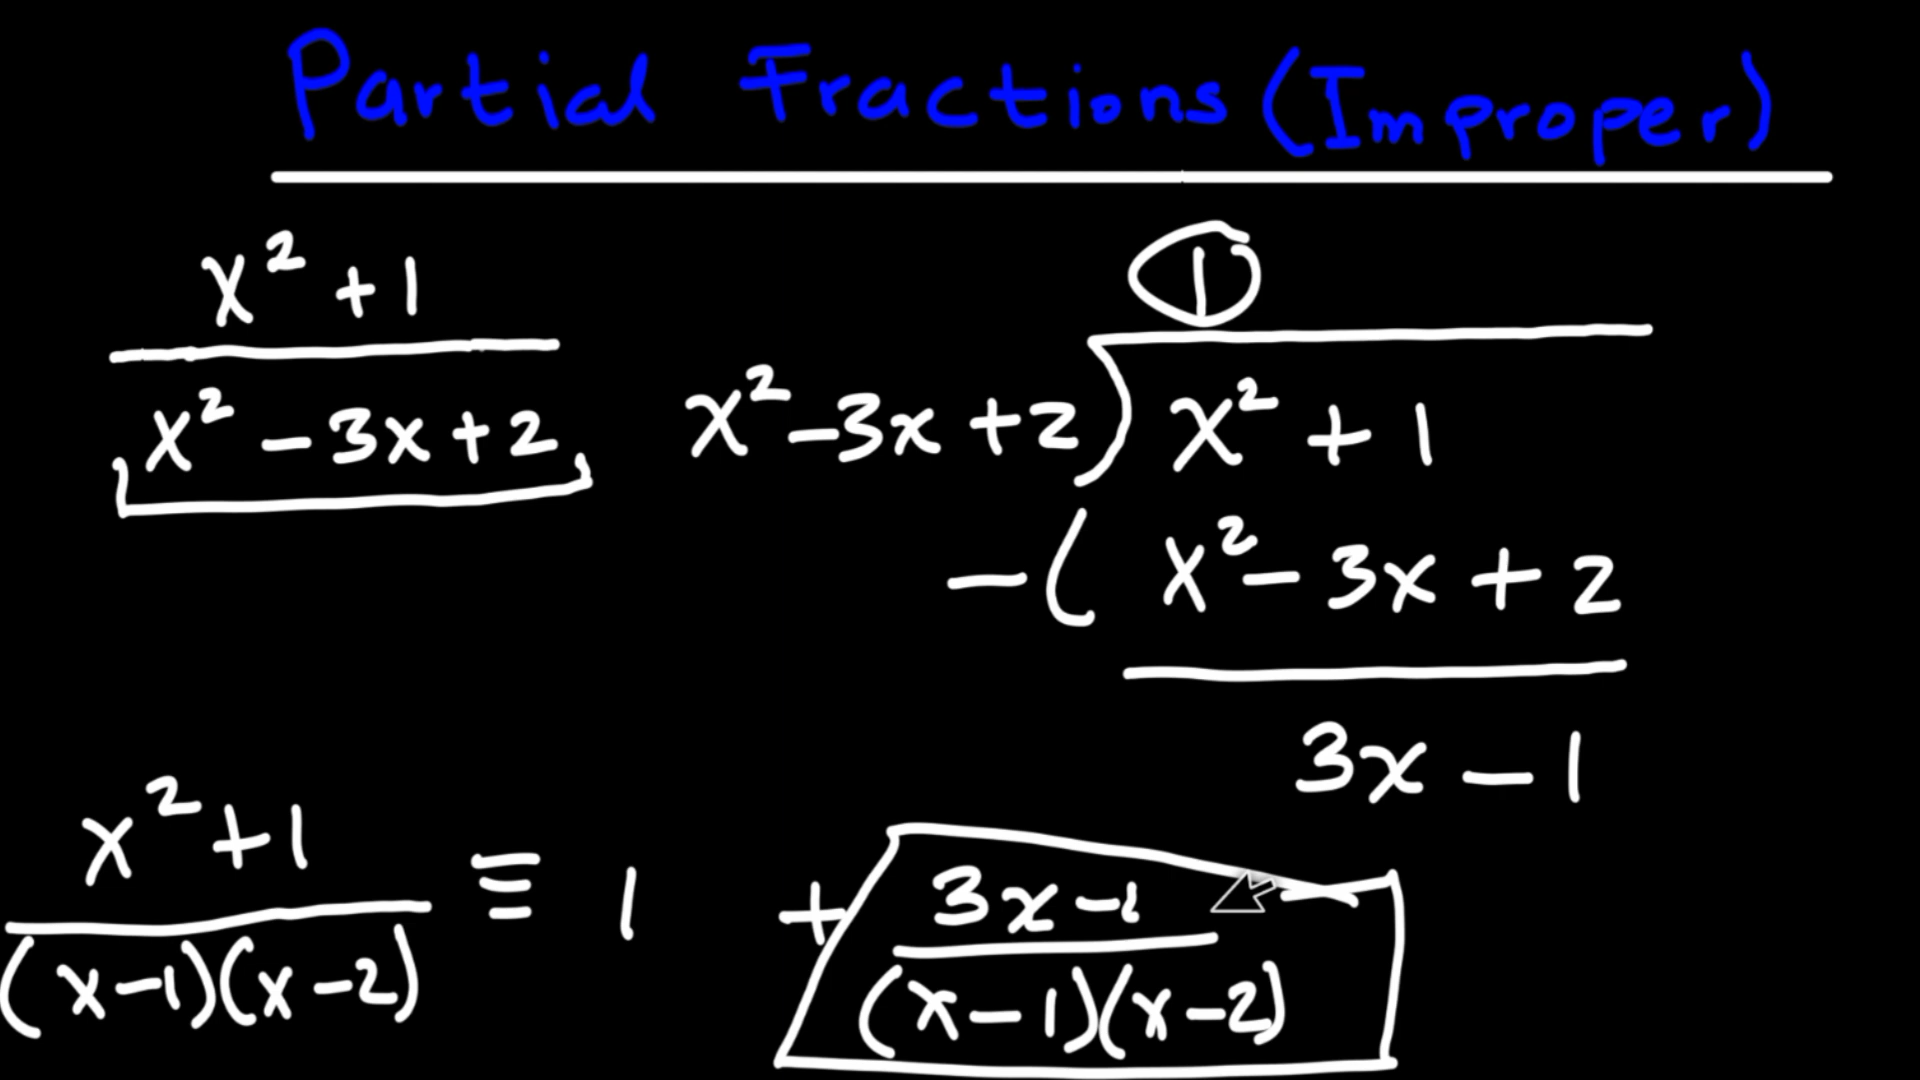 Partial Fractions (Improper)
x² + 1
x² - 3x + 2
1
x² - 3x + 2 ) x² + 1
- ( x² - 3x + 2
3x - 1
x² + 1
(x-1)(x-2)
≡ 1 +
3x - 1
(x-1)(x-2)